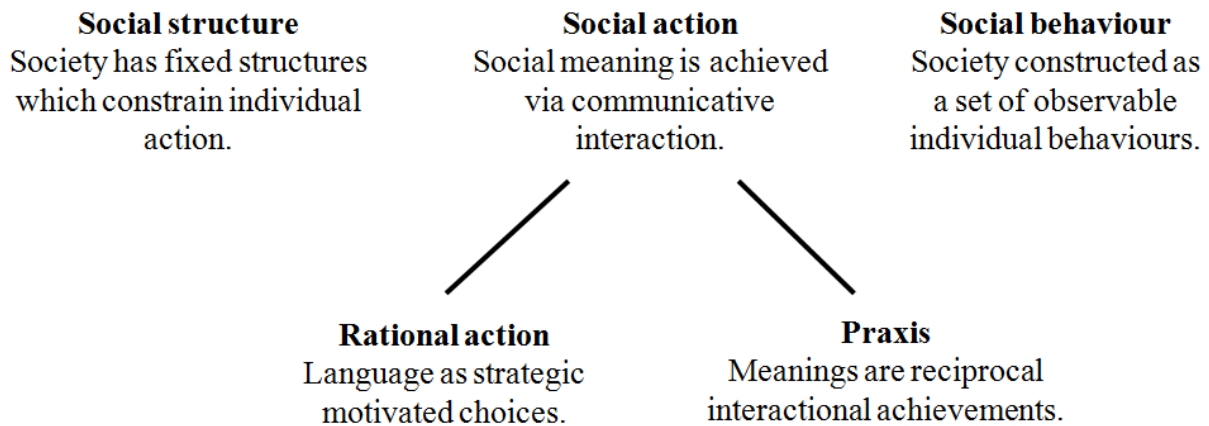 Social structure
Society has fixed structures
which constrain individual
action.
Social action
Social meaning is achieved
via communicative
interaction.
Social behaviour
Society constructed as
a set of observable
individual behaviours.
Rational action
Language as strategic
motivated choices.
Praxis
Meanings are reciprocal
interactional achievements.